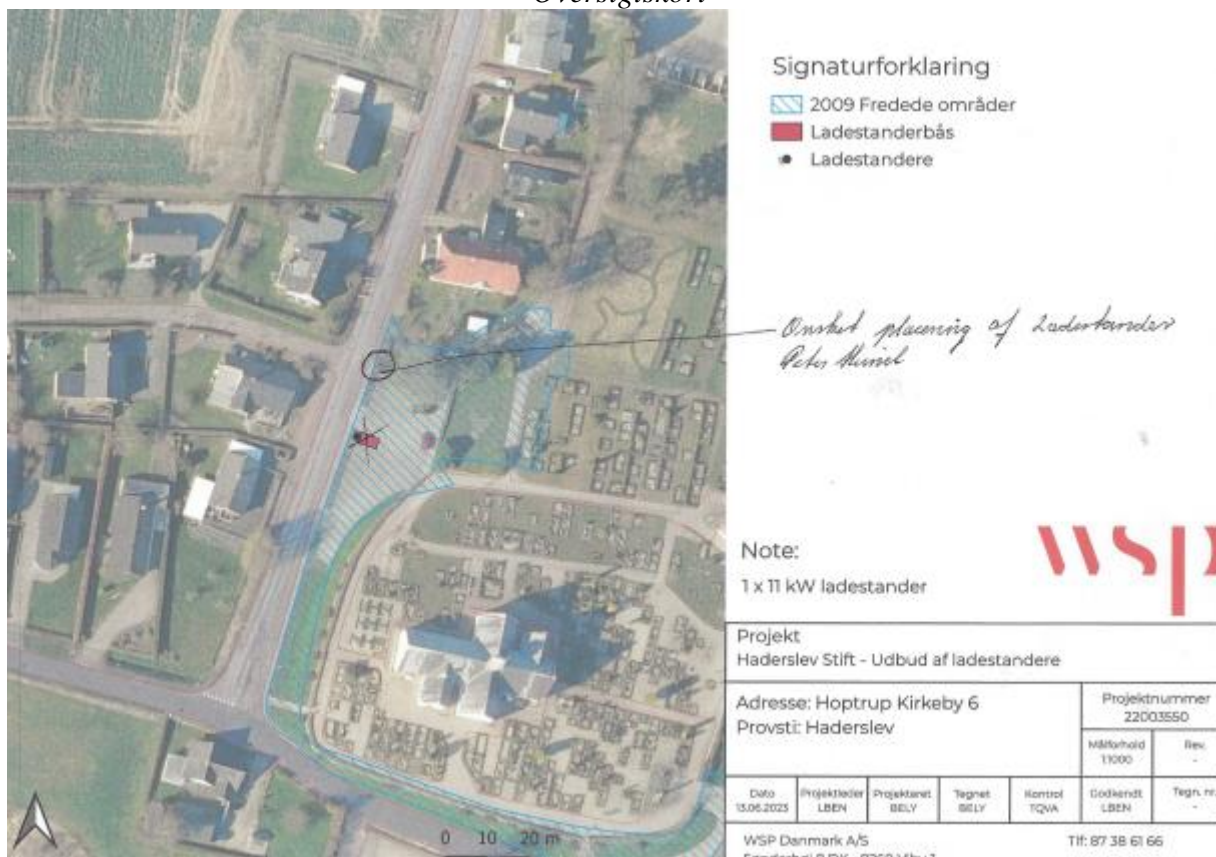 Oversigtskort
Signaturforklaring
2009 Fredede områder
Ladestanderbås
Ladestandere
Ønsket placering af Ladestander
Peter
Note:
1 x 11 kW ladestander
wsp
Projekt
Haderslev Stift - Udbud af ladestandere
Adresse: Hoptrup Kirkeby 6
Provsti: Haderslev
Projektnummer
22003550
Målforhold
1:1000
Rev.
-
Dato
13.06.2023
Projektleder
LBEN
Projekteret
BELY
Tegnet
BELY
Kontrol
TQVA
Godkendt
LBEN
Tegn. nr.
-
0 10 20 m
WSP Danmark A/S
Tlf: 87 38 61 66